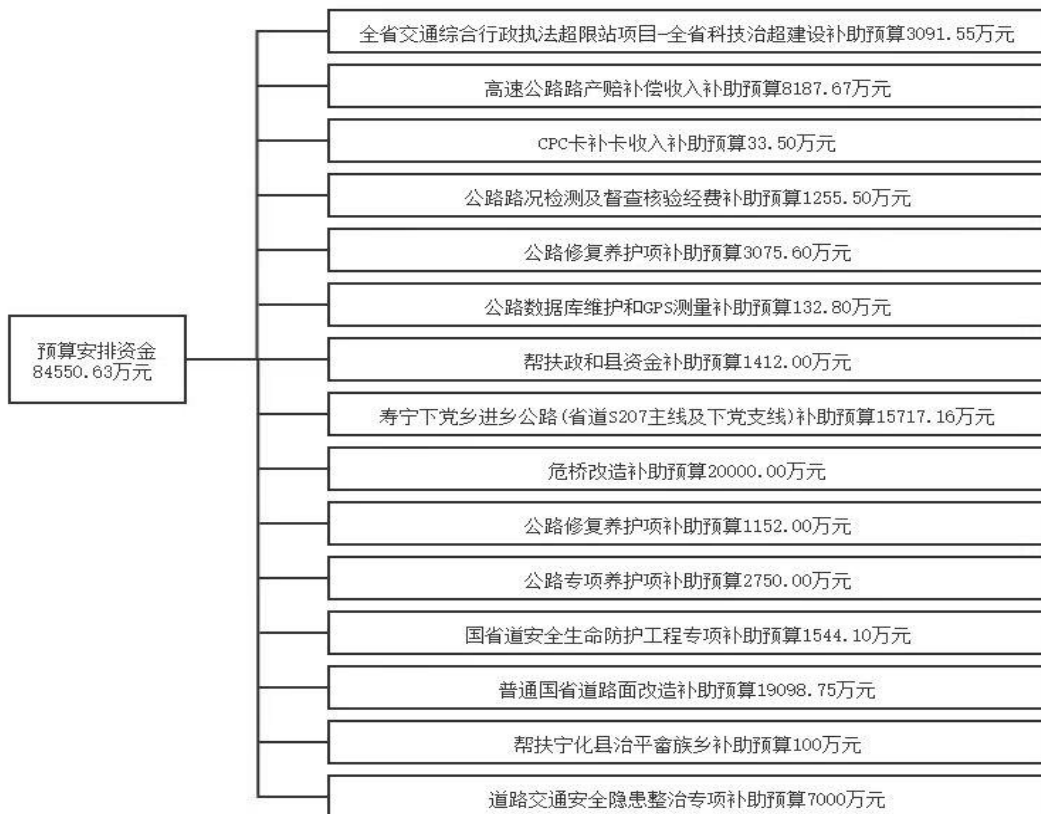 全省交通综合行政执法超限站项目-全省科技治超建设补助预算3091.55万元
高速公路路产赔补偿收入补助预算8187.67万元
CPC卡补卡收入补助预算33.50万元
公路路况检测及督查核验经费补助预算1255.50万元
公路修复养护项补助预算3075.60万元
公路数据库维护和GPS测量补助预算132.80万元
预算安排资金
84550.63万元
帮扶政和县资金补助预算1412.00万元
寿宁下党乡进乡公路(省道S207主线及下党支线)补助预算15717.16万元
危桥改造补助预算20000.00万元
公路修复养护项补助预算1152.00万元
公路专项养护项补助预算2750.00万元
国省道安全生命防护工程专项补助预算1544.10万元
普通国省道路面改造补助预算19098.75万元
帮扶宁化县治平畲族乡补助预算100万元
道路交通安全隐患整治专项补助预算7000万元